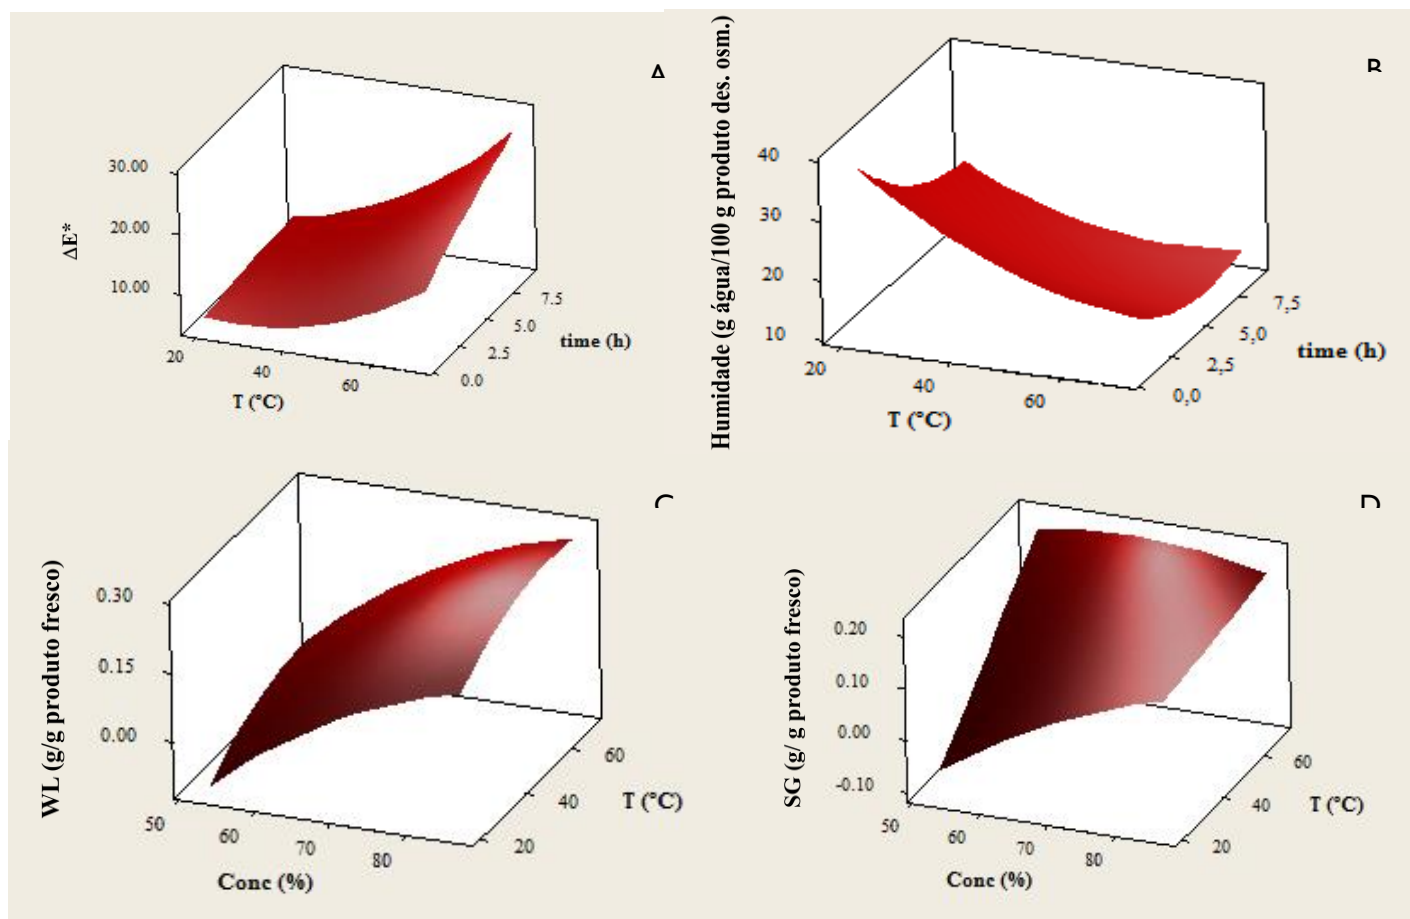 A
30.00
20.00
10.00
ΔE*
20
40
60
T (°C)
0.0
2.5
5.0
7.5
time (h)
B
Humidade (g água/100 g produto des. osm.)
40
30
20
10
20
40
60
T (°C)
0,0
2,5
5,0
7,5
time (h)
C
WL (g/g produto fresco)
0.30
0.15
0.00
50
60
70
80
Conc (%)
20
40
60
T (°C)
D
SG (g/ g produto fresco)
0.20
0.10
0.00
-0.10
50
60
70
80
Conc (%)
20
40
60
T (°C)